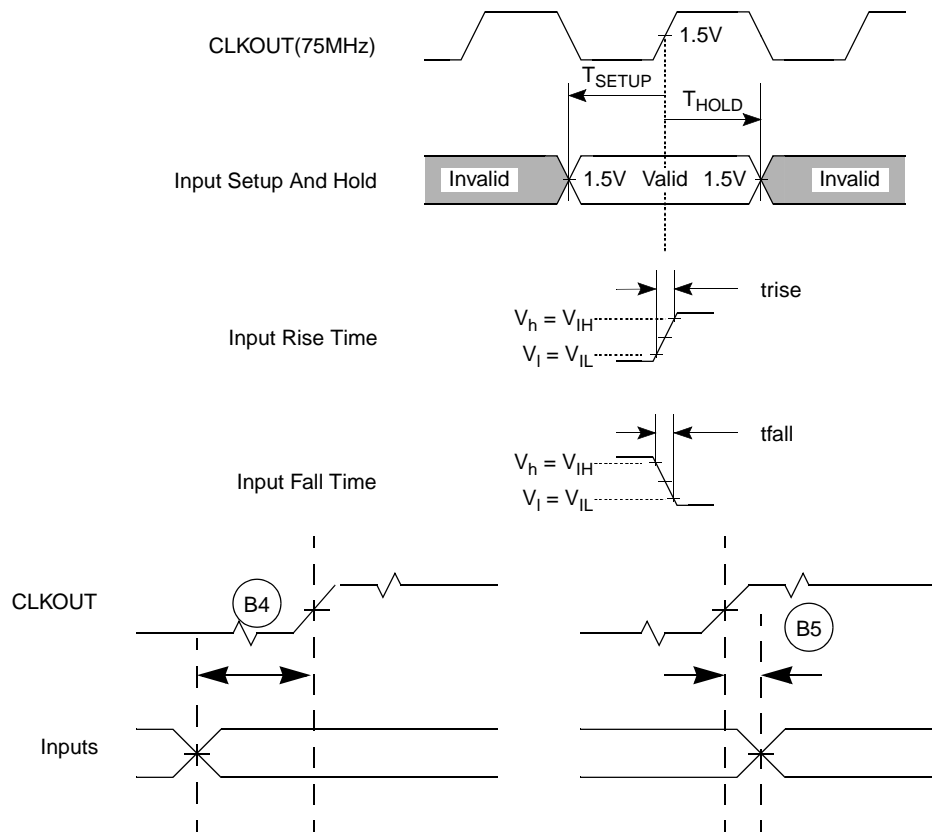 CLKOUT(75MHz)
1.5V
TSETUP
THOLD
Input Setup And Hold
Invalid
1.5V Valid 1.5V
Invalid
trise
Input Rise Time
Vh = VIH
Vl = VIL
tfall
Input Fall Time
Vh = VIH
Vl = VIL
CLKOUT
B4
B5
Inputs